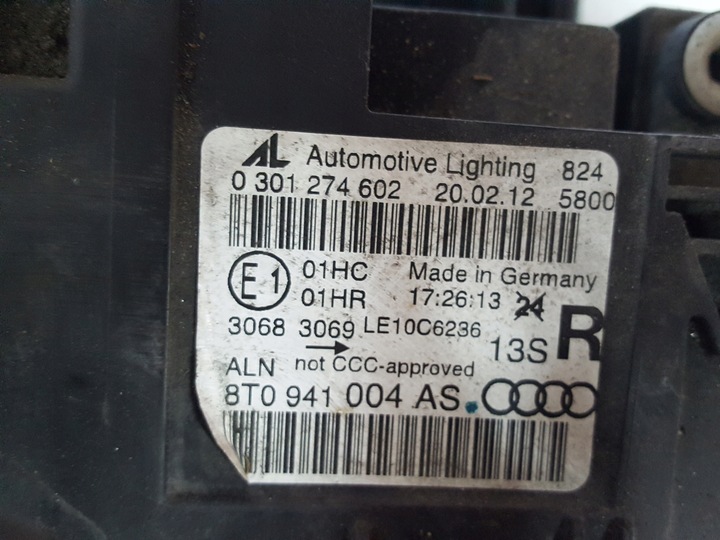 AL Automotive Lighting 824
0 301 274 602 20.02.12 5800
E1 01HC Made in Germany
01HR 17:26:13 24 R
3068 3069 LE10C6236 13S
ALN not CCC-approved
8T0 941 004 AS